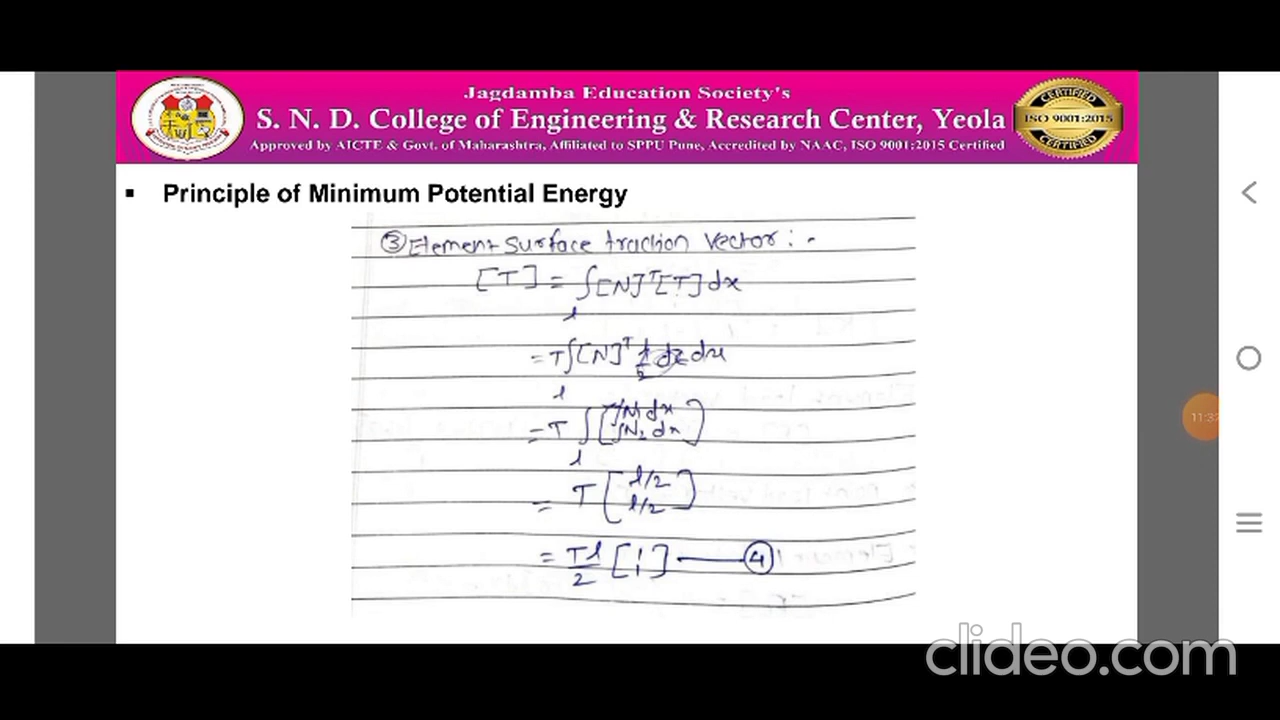 Jagdamba Education Society's
S. N. D. College of Engineering & Research Center, Yeola
Approved by AICTE & Govt. of Maharashtra, Affiliated to SPPU Pune, Accredited by NAAC, ISO 9001:2015 Certified
CERTIFIED
ISO 9001:2015
CERTIFIED
▪ Principle of Minimum Potential Energy
③ Element surface traction vector : -
[T] = ∫l [N]ᵀ[T] dx
= T ∫l [N]ᵀ dx
= T ∫l [∫N₁ dx
∫N₂ dx]
= T [l/2
l/2]
= Tl/2 [1
1] —— ④
11:32
clideo.com